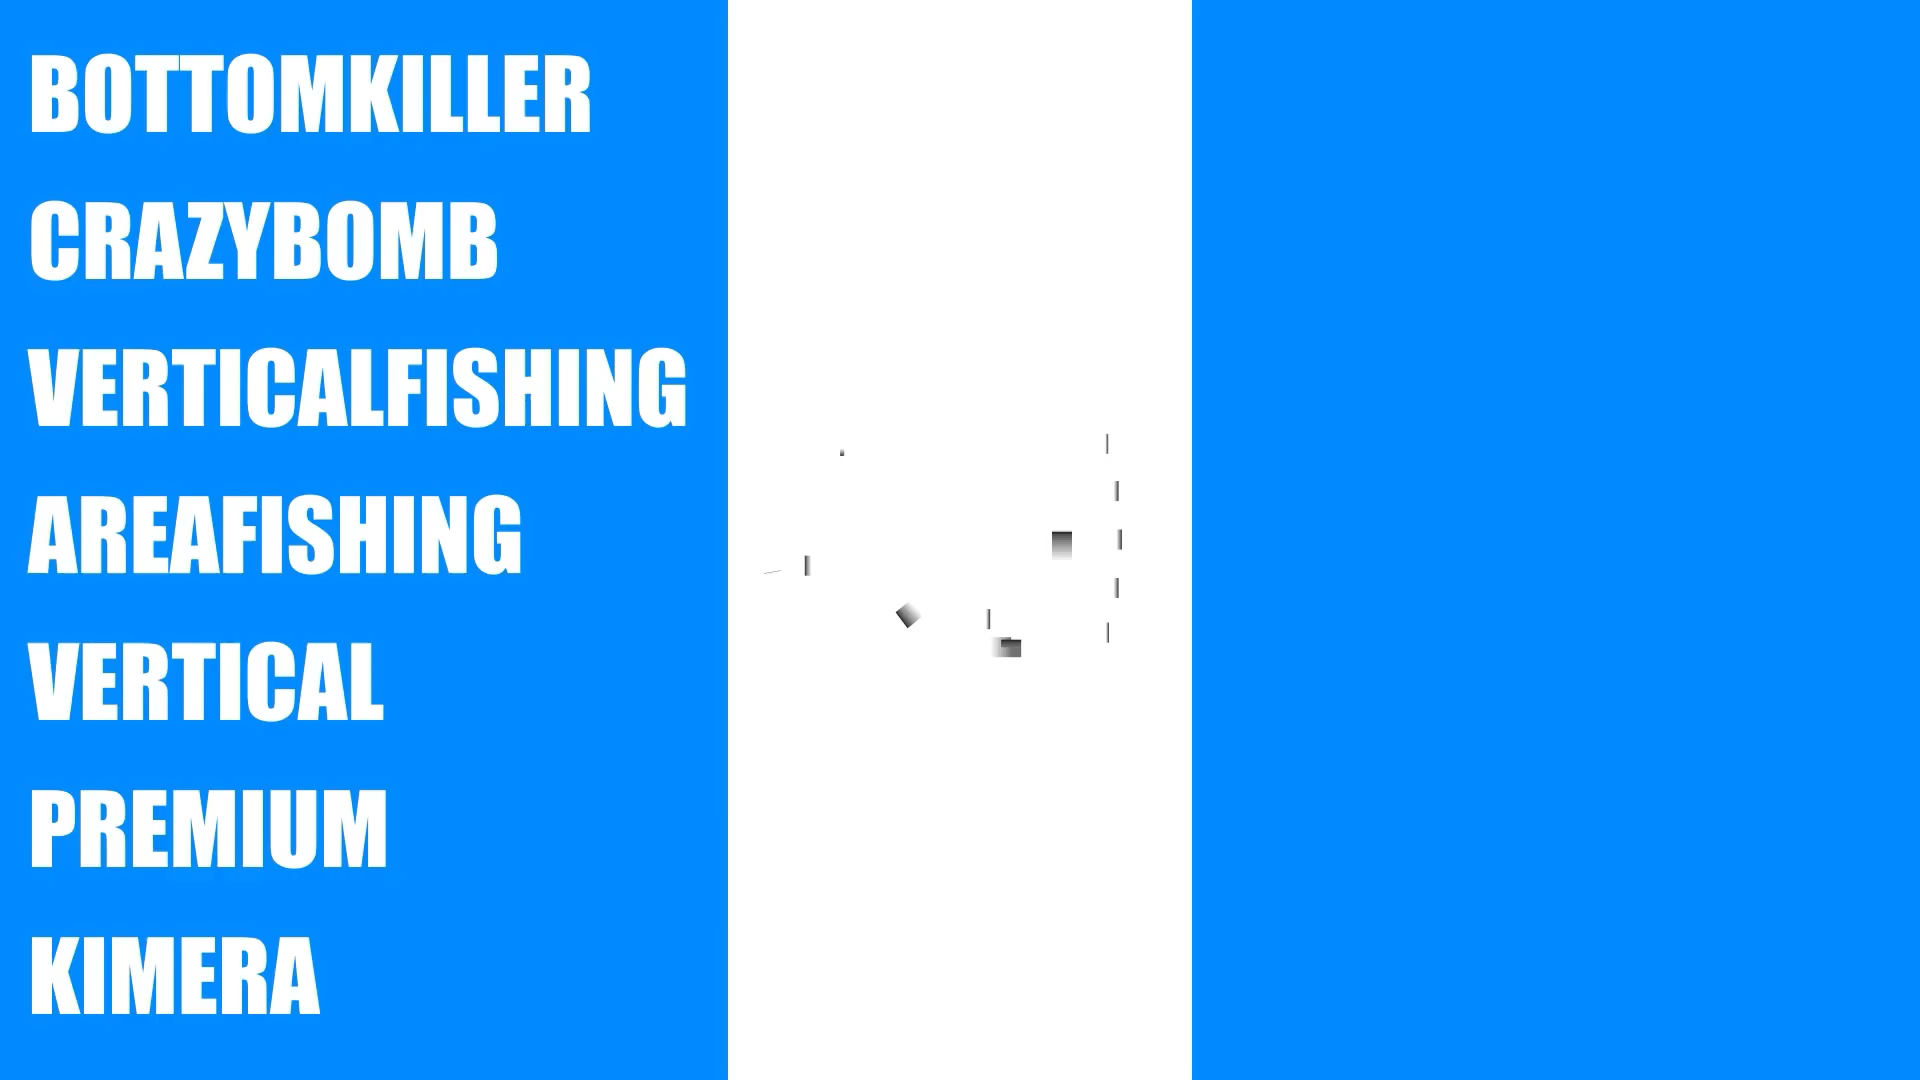 BOTTOMKILLER
CRAZYBOMB
VERTICALFISHING
AREAFISHING
VERTICAL
PREMIUM
KIMERA